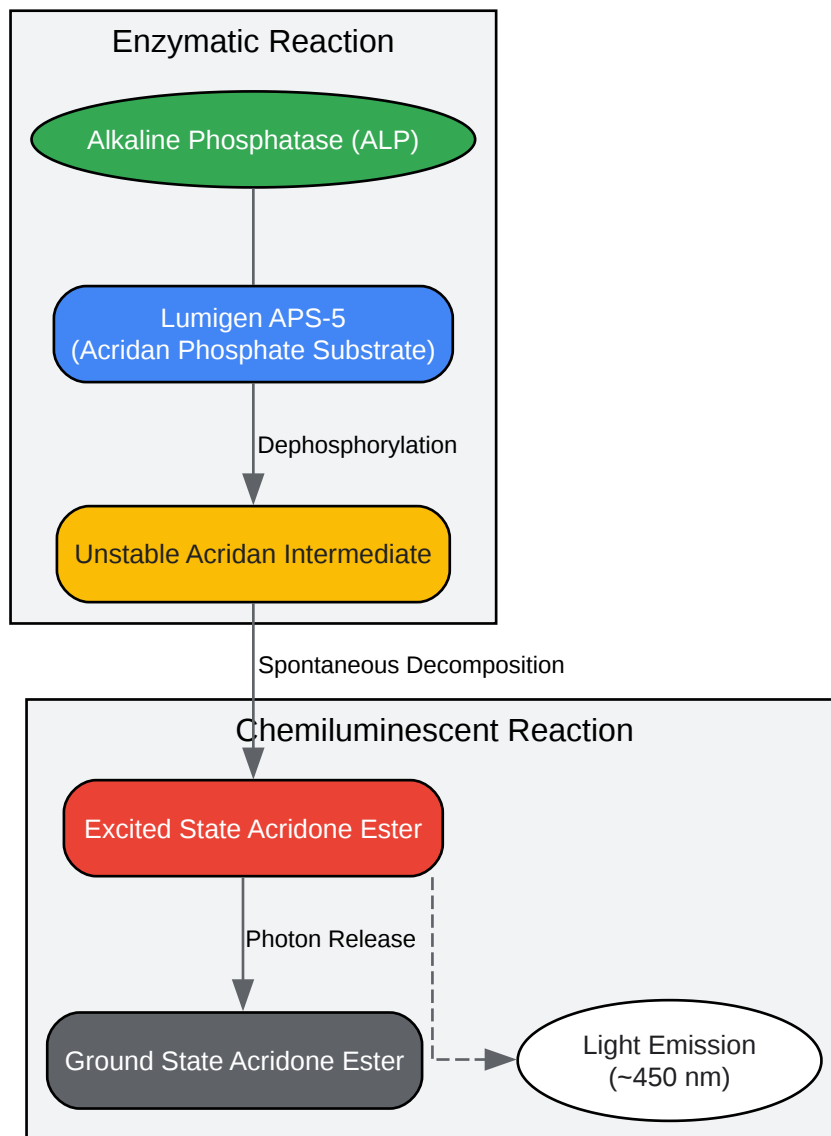 Enzymatic Reaction
Alkaline Phosphatase (ALP)
Lumigen APS-5
(Acridan Phosphate Substrate)
Dephosphorylation
Unstable Acridan Intermediate
Spontaneous Decomposition
Chemiluminescent Reaction
Excited State Acridone Ester
Photon Release
Ground State Acridone Ester
Light Emission
(~450 nm)